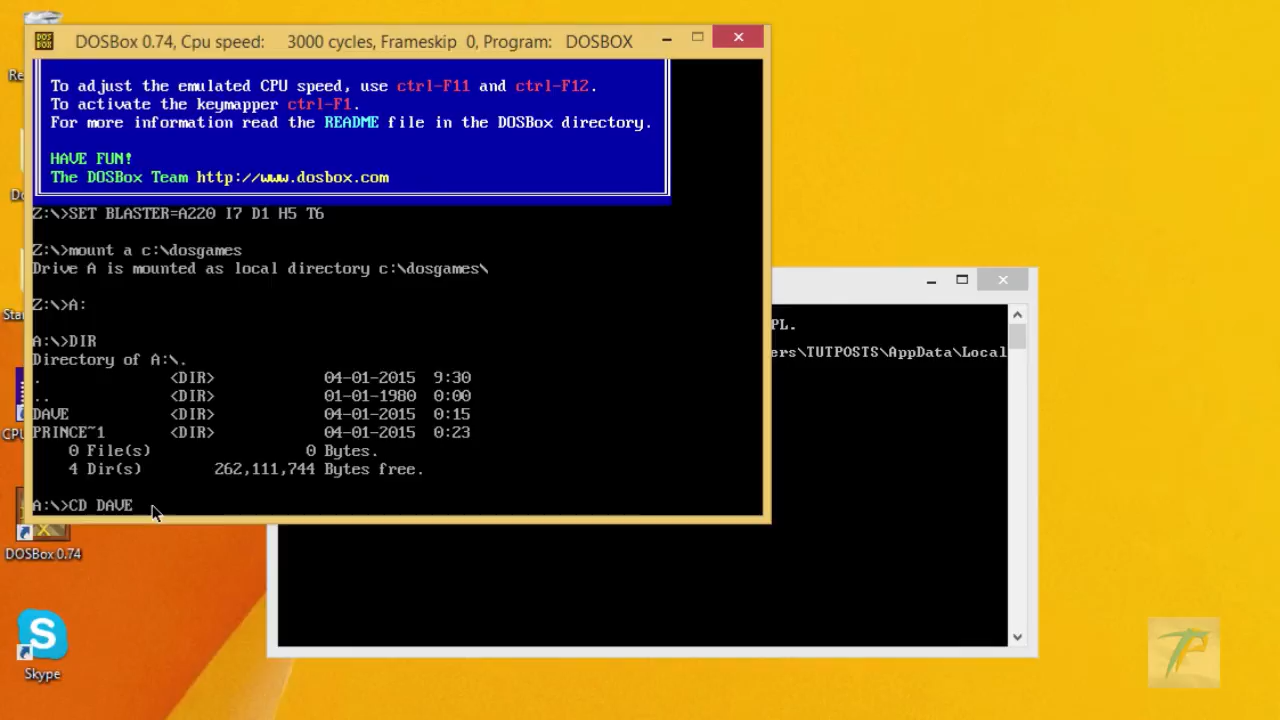 DOSBox 0.74, Cpu speed: 3000 cycles, Frameskip 0, Program: DOSBOX
To adjust the emulated CPU speed, use ctrl-F11 and ctrl-F12.
To activate the keymapper ctrl-F1.
For more information read the README file in the DOSBox directory.
HAVE FUN!
The DOSBox Team http://www.dosbox.com
Z:\>SET BLASTER=A220 I7 D1 H5 T6
Z:\>mount a c:\dosgames
Drive A is mounted as local directory c:\dosgames\
Z:\>A:
A:\>DIR
Directory of A:\.
. <DIR> 04-01-2015 9:30
.. <DIR> 01-01-1980 0:00
DAVE <DIR> 04-01-2015 0:15
PRINCE~1 <DIR> 04-01-2015 0:23
0 File(s) 0 Bytes.
4 Dir(s) 262,111,744 Bytes free.
A:\>CD DAVE
PL.
ers\TUTPOSTS\AppData\Local
Re
Do
Star
CPU
DOSBox 0.74
Skype